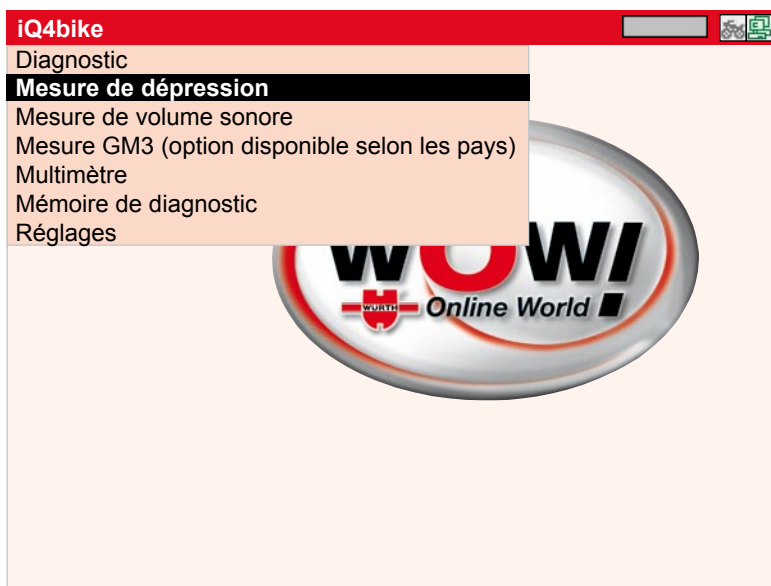 iQ4bike
Diagnostic
Mesure de dépression
Mesure de volume sonore
Mesure GM3 (option disponible selon les pays)
Multimètre
Mémoire de diagnostic
Réglages
WOW!
WÜRTH Online World